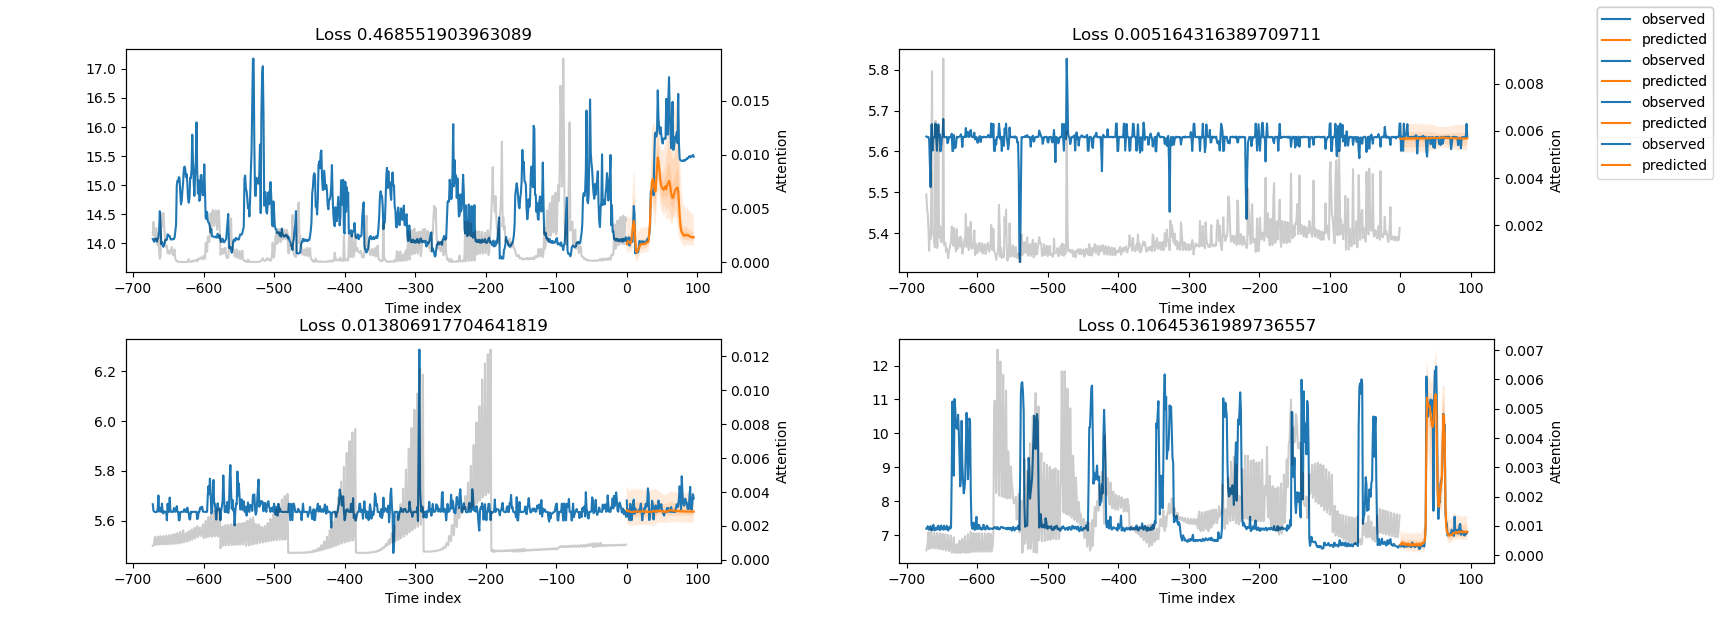 Loss 0.468551903963089
17.0
16.5
16.0
15.5
15.0
14.5
14.0
0.015
0.010
0.005
0.000
Attention
−700 −600 −500 −400 −300 −200 −100 0 100
Time index
Loss 0.005164316389709711
5.8
5.7
5.6
5.5
5.4
0.008
0.006
0.004
0.002
Attention
−700 −600 −500 −400 −300 −200 −100 0 100
Time index
observed
predicted
observed
predicted
observed
predicted
observed
predicted
Loss 0.013806917704641819
6.2
6.0
5.8
5.6
0.012
0.010
0.008
0.006
0.004
0.002
0.000
Attention
−700 −600 −500 −400 −300 −200 −100 0 100
Time index
Loss 0.10645361989736557
12
11
10
9
8
7
0.007
0.006
0.005
0.004
0.003
0.002
0.001
0.000
Attention
−700 −600 −500 −400 −300 −200 −100 0 100
Time index